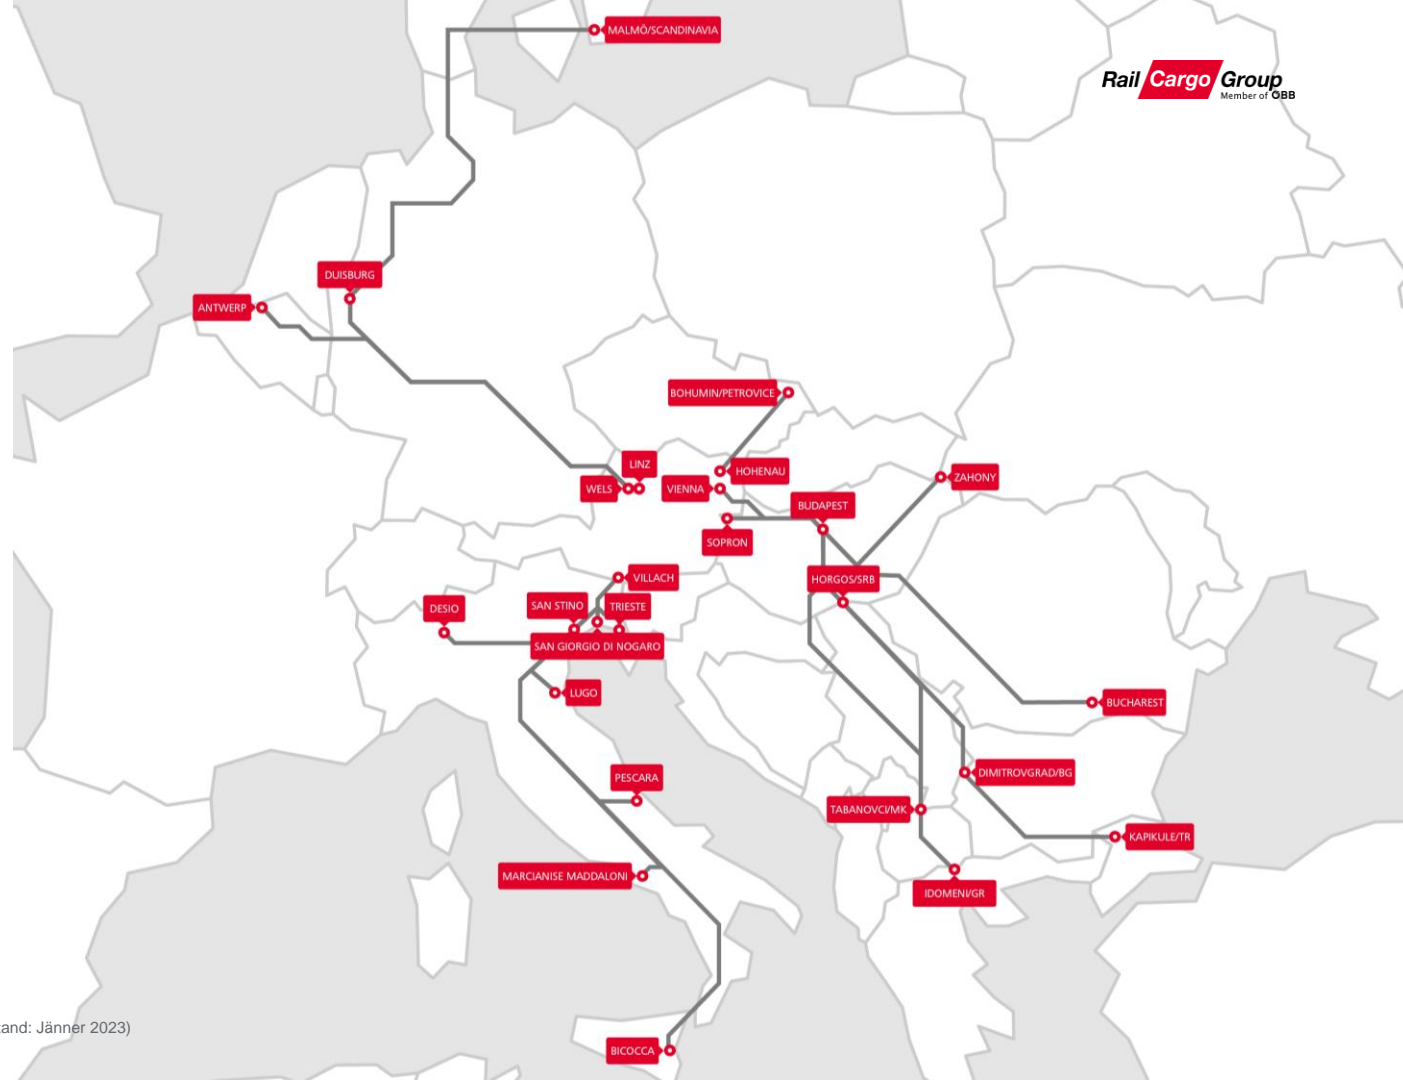 MALMÖ/SCANDINAVIA
Rail Cargo Group
Member of ÖBB
DUISBURG
ANTWERP
BOHUMIN/PETROVICE
LINZ
HOHENAU
WELS
VIENNA
ZAHONY
BUDAPEST
SOPRON
VILLACH
HORGOS/SRB
DESIO
SAN STINO
TRIESTE
SAN GIORGIO DI NOGARO
LUGO
BUCHAREST
PESCARA
DIMITROVGRAD/BG
TABANOVCI/MK
KAPIKULE/TR
MARCIANISE MADDALONI
IDOMENI/GR
tand: Jänner 2023)
BICOCCA